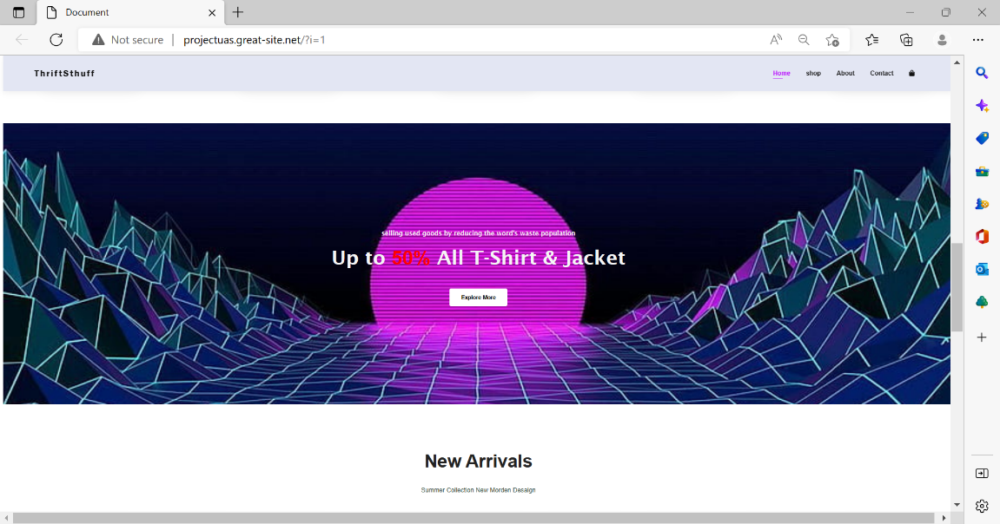 Document
Not secure | projectuas.great-site.net/?i=1
ThriftSthuff
Home shop About Contact
selling used goods by reducing the word's waste population
Up to 50% All T-Shirt & Jacket
Explore More
New Arrivals
Summer Collection New Morden Desaign